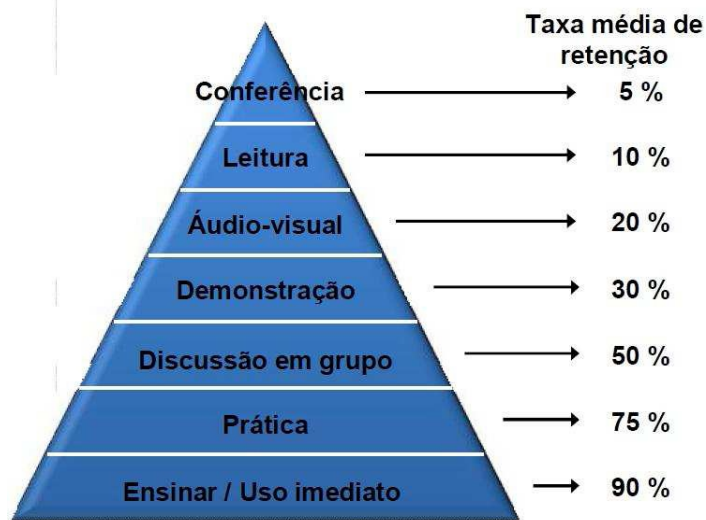 Taxa média de
retenção
Conferência 5 %
Leitura 10 %
Áudio-visual 20 %
Demonstração 30 %
Discussão em grupo 50 %
Prática 75 %
Ensinar / Uso imediato 90 %